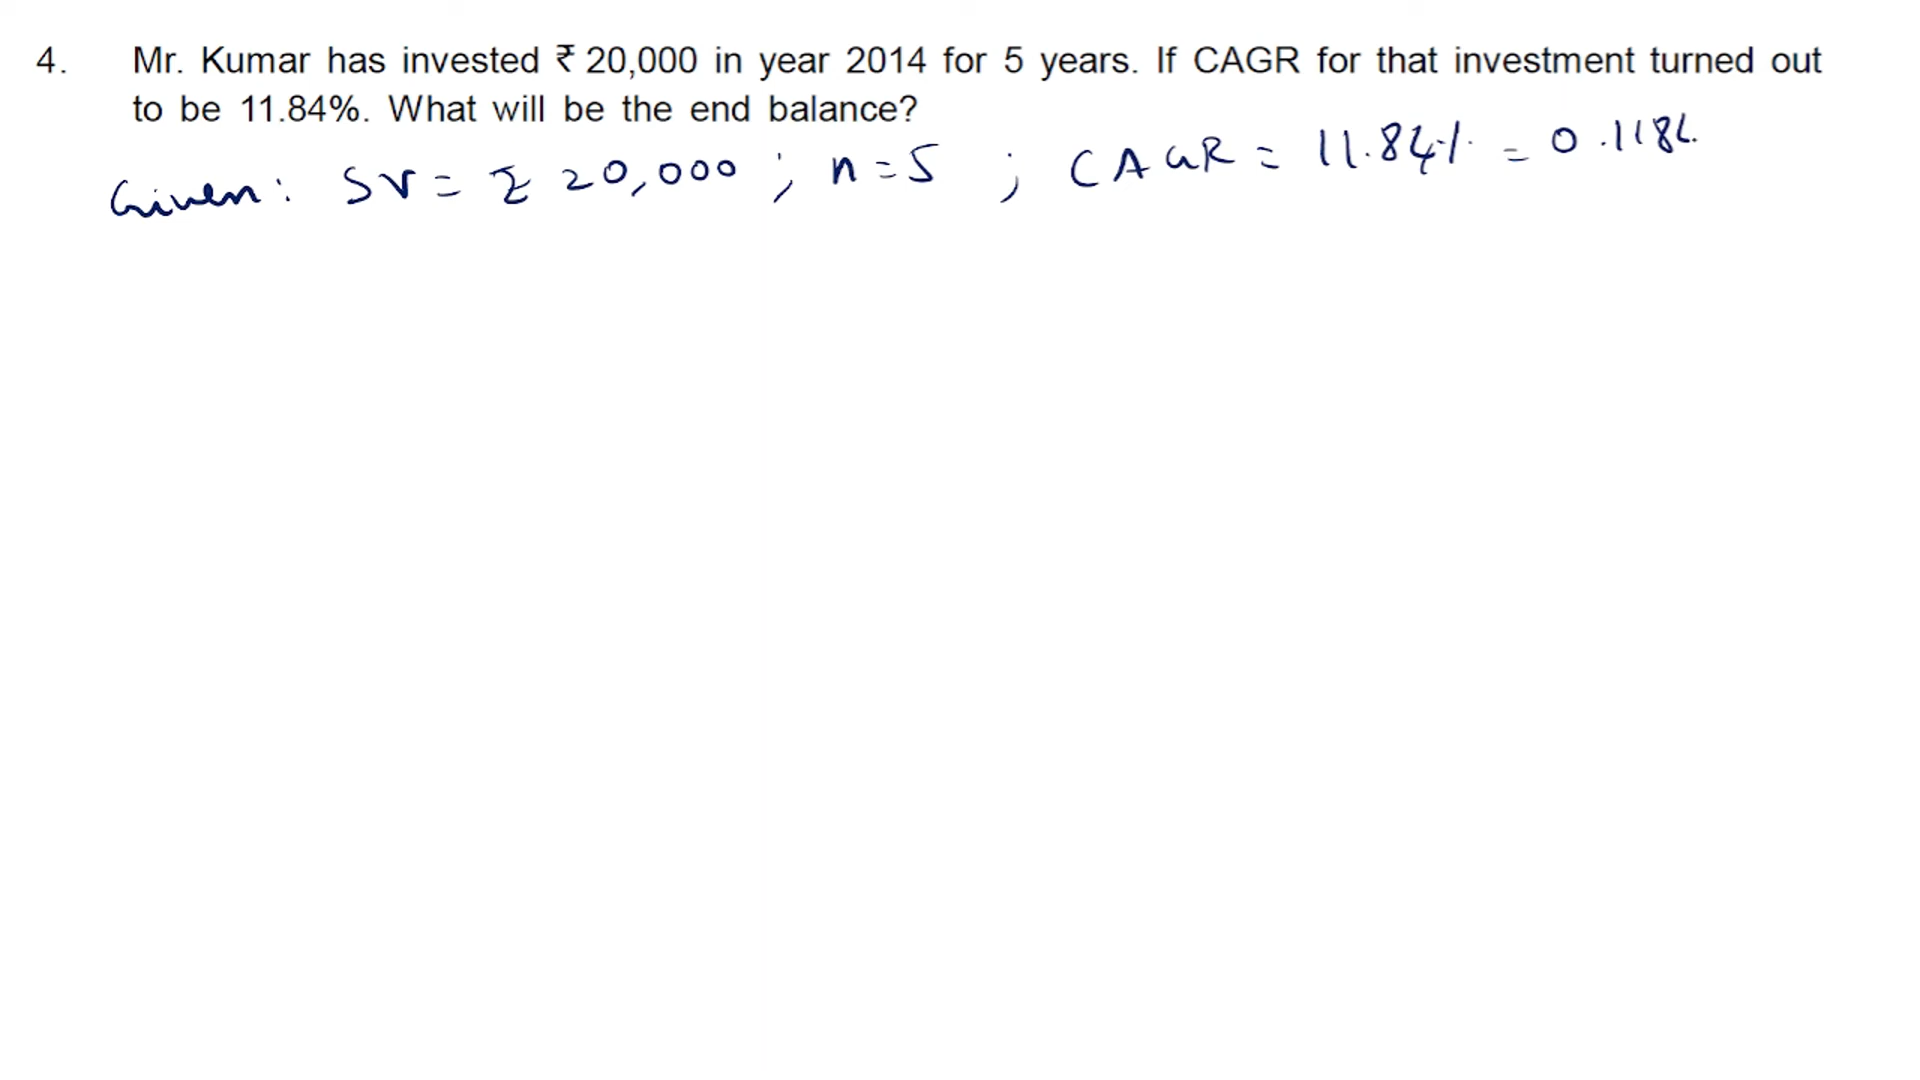 4. Mr. Kumar has invested ₹ 20,000 in year 2014 for 5 years. If CAGR for that investment turned out
to be 11.84%. What will be the end balance?
Given: SV = ₹ 20,000 ; n = 5 ; CAGR = 11.84% = 0.118